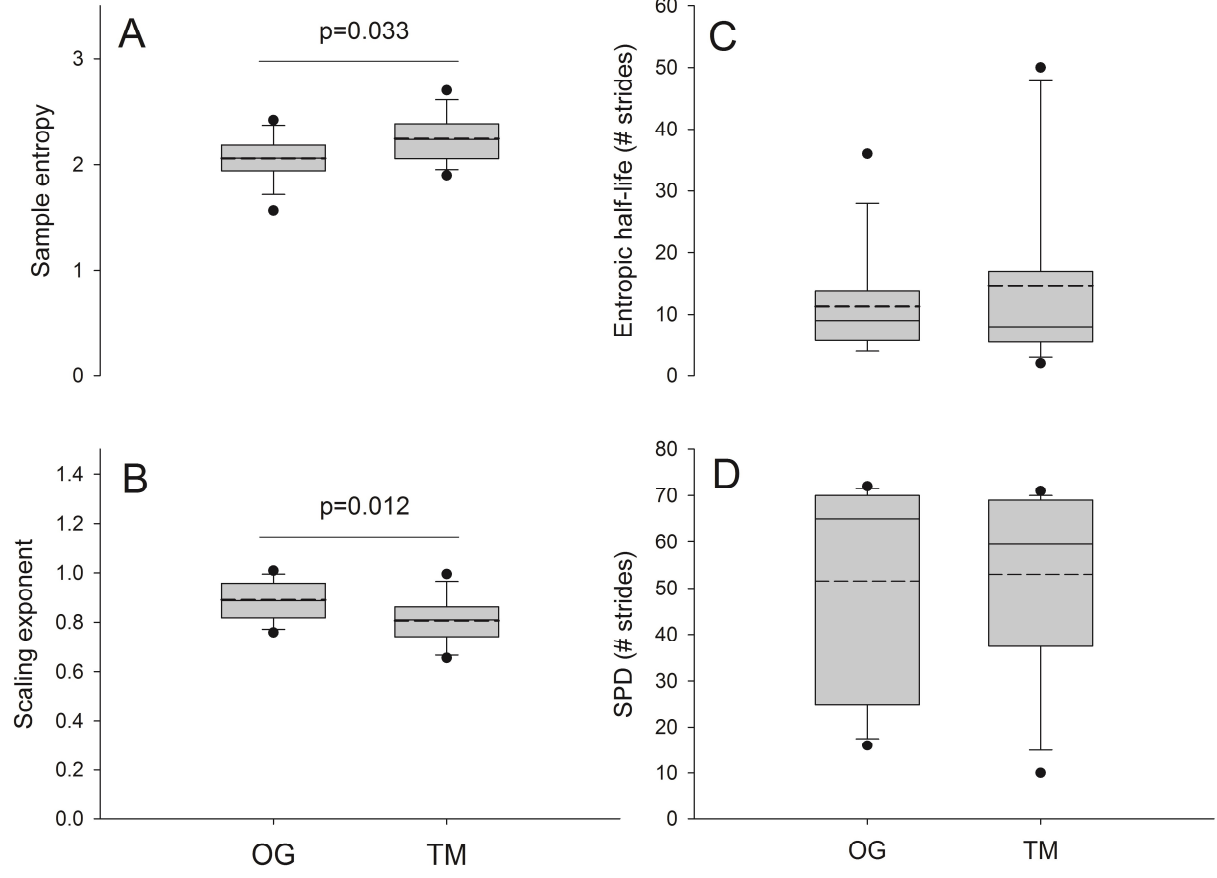 A
p=0.033
3
2
1
0
Sample entropy
C
60
50
40
30
20
10
0
Entropic half-life (# strides)
B
p=0.012
1.4
1.2
1.0
0.8
0.6
0.4
0.2
0.0
Scaling exponent
OG
TM
D
80
70
60
50
40
30
20
10
0
SPD (# strides)
OG
TM